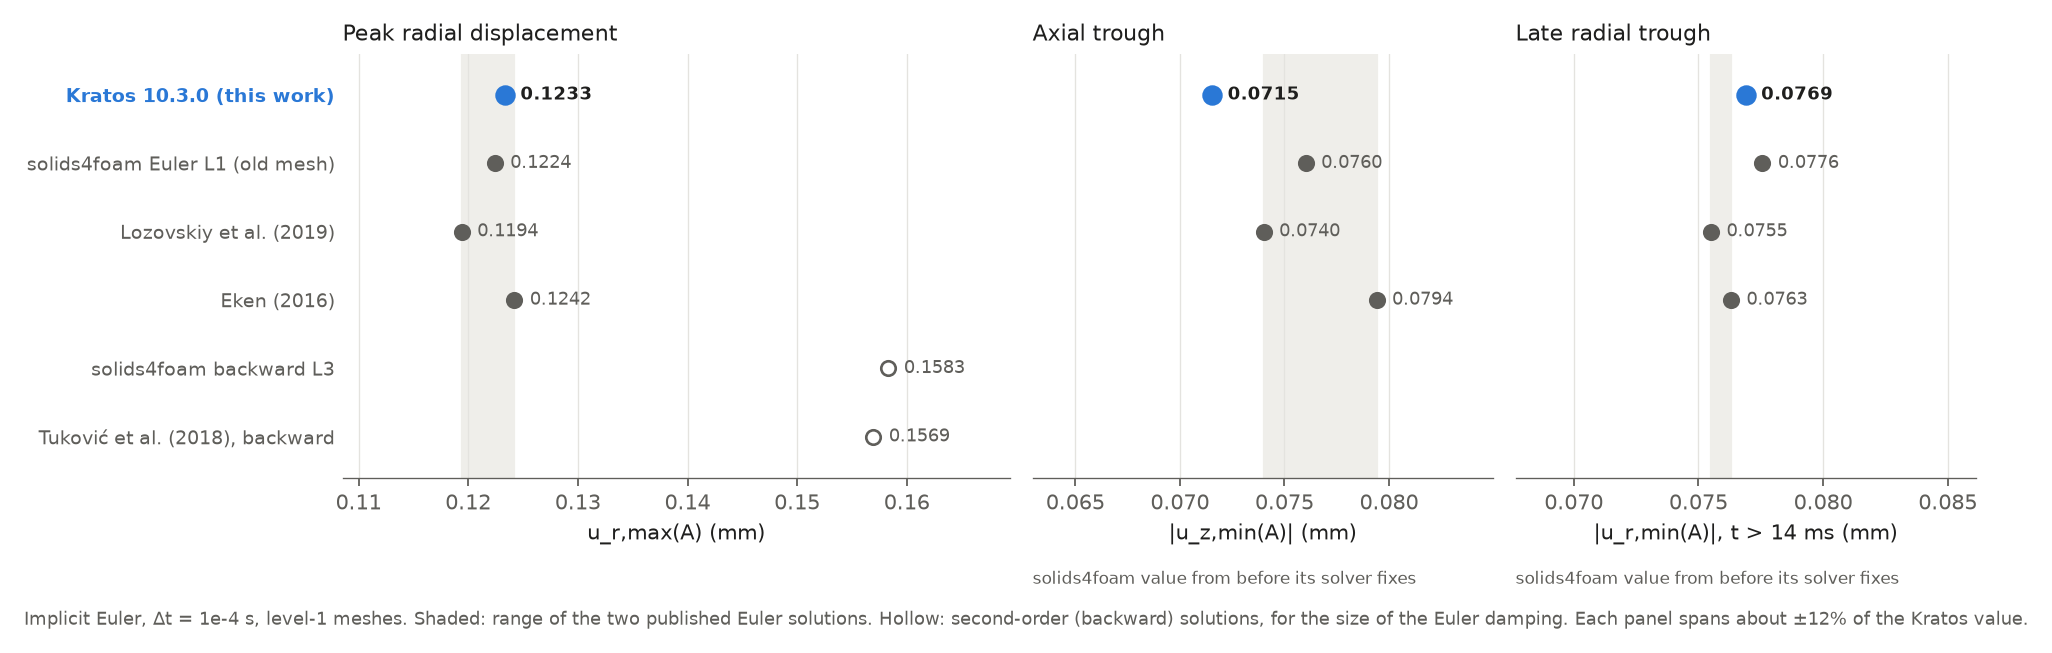 Peak radial displacement
Axial trough
Late radial trough
Kratos 10.3.0 (this work)
0.1233
0.0715
0.0769
solids4foam Euler L1 (old mesh)
0.1224
0.0760
0.0776
Lozovskiy et al. (2019)
0.1194
0.0740
0.0755
Eken (2016)
0.1242
0.0794
0.0763
solids4foam backward L3
0.1583
Tuković et al. (2018), backward
0.1569
0.11 0.12 0.13 0.14 0.15 0.16
0.065 0.070 0.075 0.080
0.070 0.075 0.080 0.085
u_r,max(A) (mm)
|u_z,min(A)| (mm)
|u_r,min(A)|, t > 14 ms (mm)
solids4foam value from before its solver fixes
solids4foam value from before its solver fixes
Implicit Euler, Δt = 1e-4 s, level-1 meshes. Shaded: range of the two published Euler solutions. Hollow: second-order (backward) solutions, for the size of the Euler damping. Each panel spans about ±12% of the Kratos value.